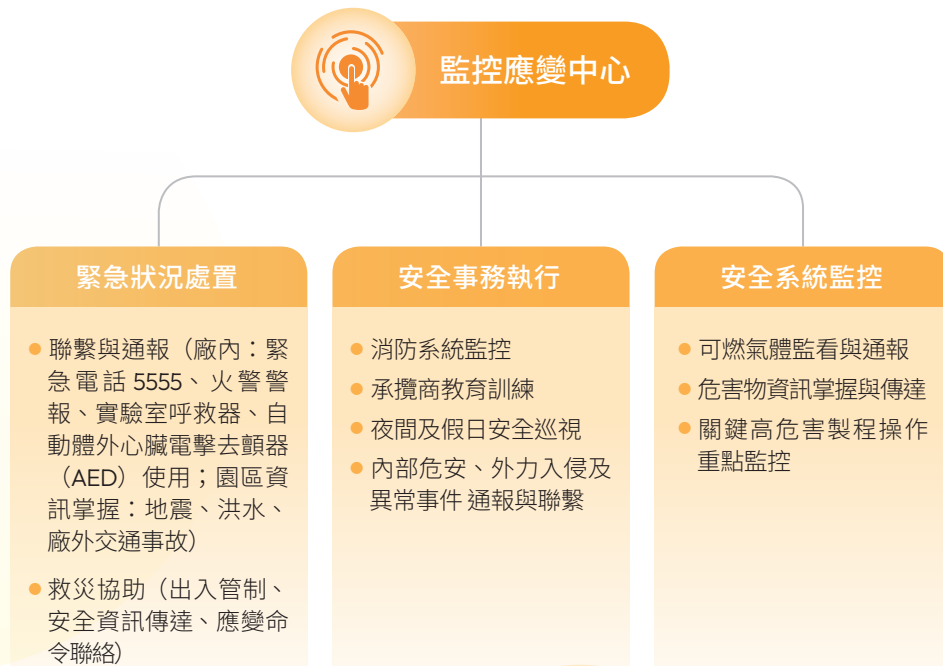 監控應變中心
緊急狀況處置
聯繫與通報（廠內：緊
急電話 5555、火警警
報、實驗室呼救器、自
動體外心臟電擊去顫器
（AED）使用；園區資
訊掌握：地震、洪水、
廠外交通事故）
救災協助（出入管制、
安全資訊傳達、應變命
令聯絡）
安全事務執行
消防系統監控
承攬商教育訓練
夜間及假日安全巡視
內部危安、外力入侵及
異常事件 通報與聯繫
安全系統監控
可燃氣體監看與通報
危害物資訊掌握與傳達
關鍵高危害製程操作
重點監控